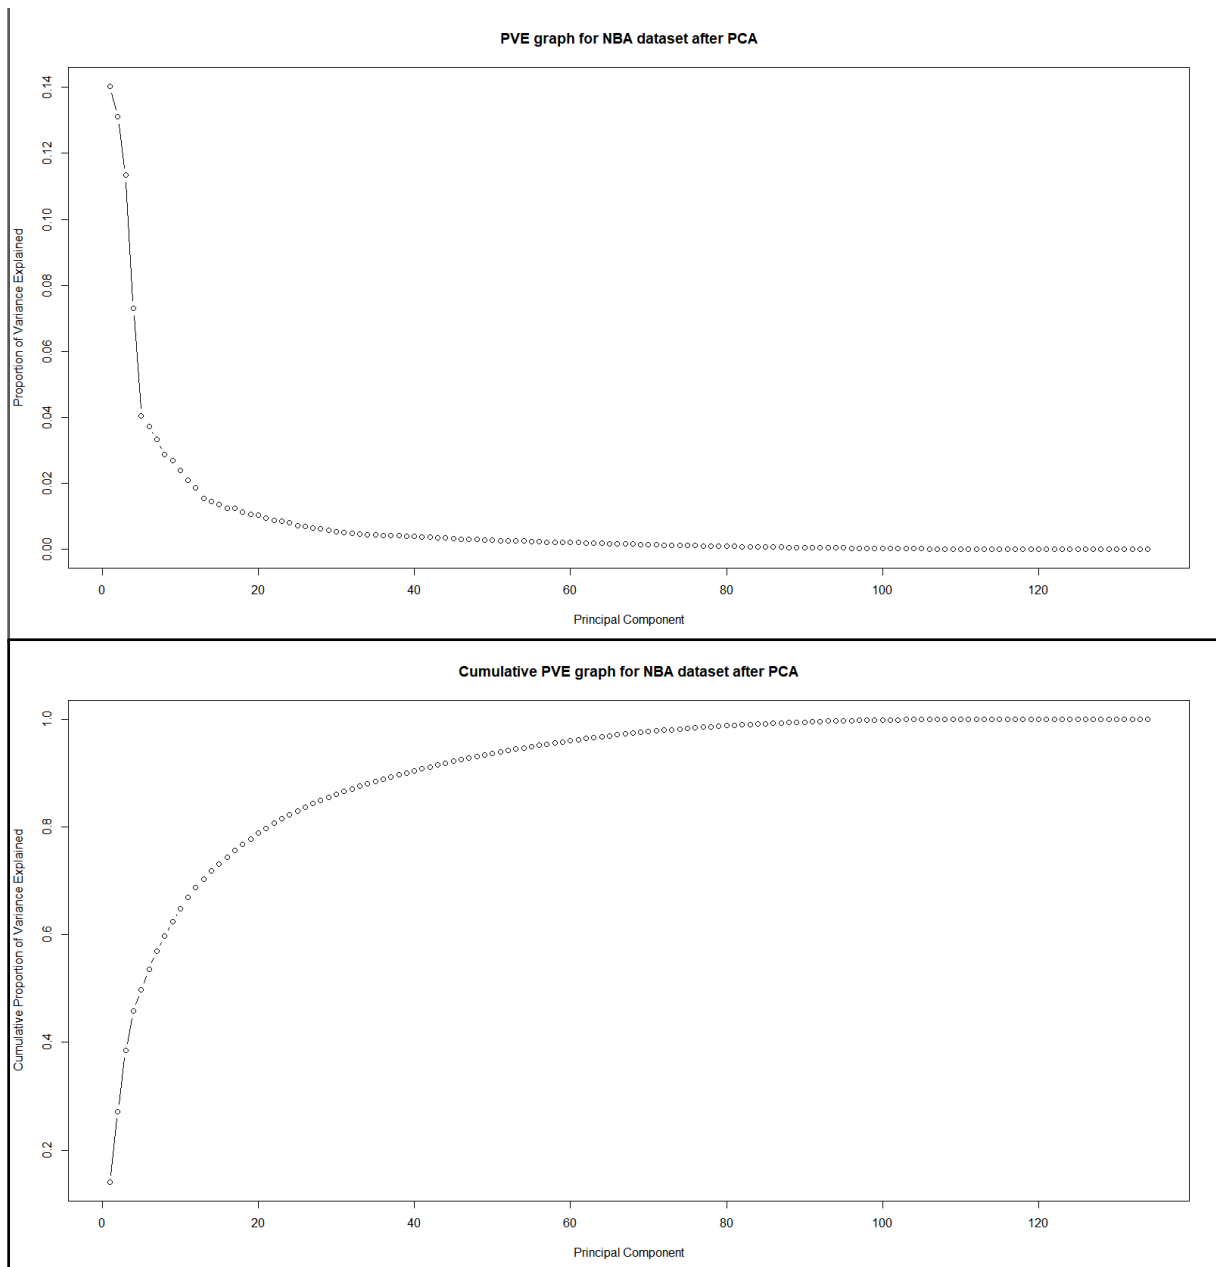 PVE graph for NBA dataset after PCA
Proportion of Variance Explained
0.14
0.12
0.10
0.08
0.06
0.04
0.02
0.00
0 20 40 60 80 100 120
Principal Component
Cumulative PVE graph for NBA dataset after PCA
Cumulative Proportion of Variance Explained
1.0
0.8
0.6
0.4
0.2
0 20 40 60 80 100 120
Principal Component